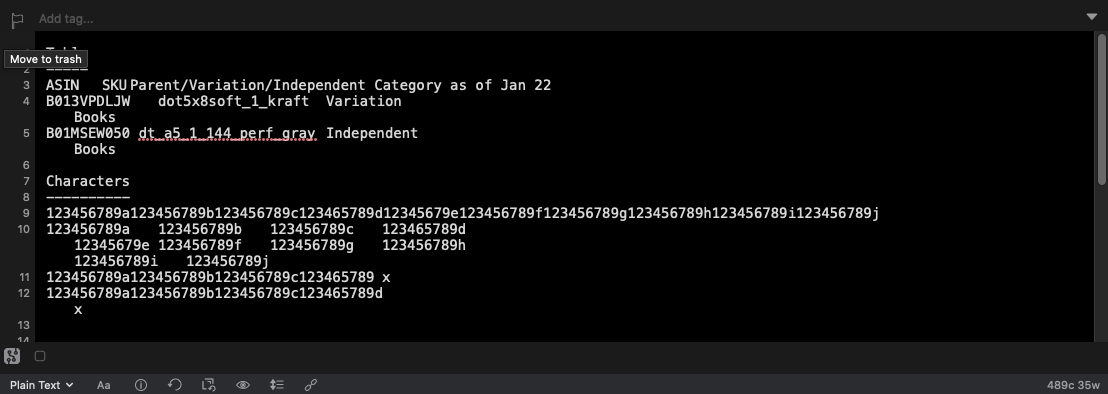 Add tag...
Move to trash
2 -----
3 ASIN SKU Parent/Variation/Independent Category as of Jan 22
4 B013VPDLJW dot5x8soft_1_kraft Variation
Books
5 B01MSEW050 dt_a5_1_144_perf_gray Independent
Books
6
7 Characters
8 ----------
9 123456789a123456789b123456789c123465789d12345679e123456789f123456789g123456789h123456789i123456789j
10 123456789a 123456789b 123456789c 123465789d
12345679e 123456789f 123456789g 123456789h
123456789i 123456789j
11 123456789a123456789b123456789c123465789 x
12 123456789a123456789b123456789c123465789d
x
13
14
Plain Text Aa 489c 35w